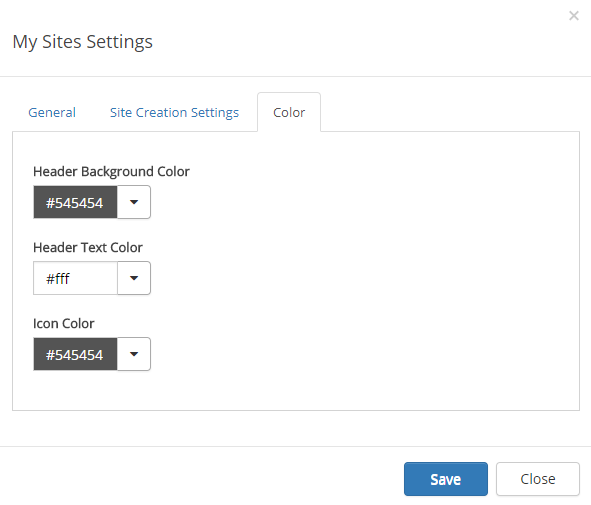 ×
My Sites Settings
General Site Creation Settings Color
Header Background Color
#545454
Header Text Color
#fff
Icon Color
#545454
Save Close